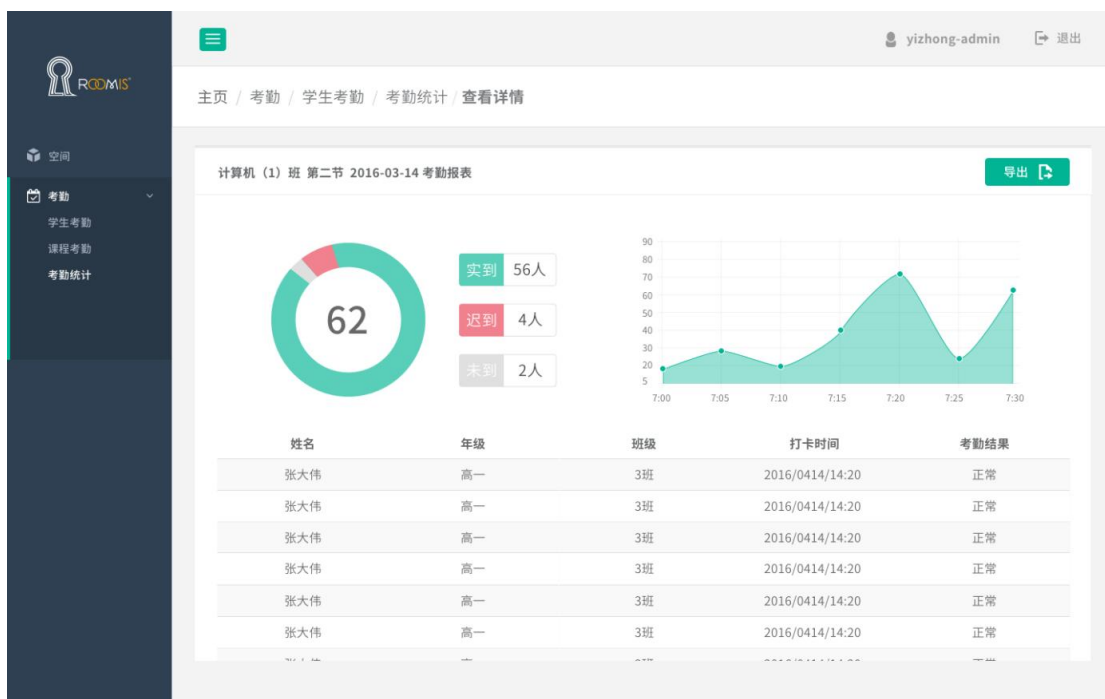 yizhong-admin 退出
ROOMIS
主页 / 考勤 / 学生考勤 / 考勤统计 / 查看详情
空间
考勤
学生考勤
课程考勤
考勤统计
计算机（1）班 第二节 2016-03-14 考勤报表
导出
62
实到 56人
迟到 4人
未到 2人
90
80
70
60
50
40
30
20
5
7:00 7:05 7:10 7:15 7:20 7:25 7:30
姓名 年级 班级 打卡时间 考勤结果
张大伟 高一 3班 2016/0414/14:20 正常
张大伟 高一 3班 2016/0414/14:20 正常
张大伟 高一 3班 2016/0414/14:20 正常
张大伟 高一 3班 2016/0414/14:20 正常
张大伟 高一 3班 2016/0414/14:20 正常
张大伟 高一 3班 2016/0414/14:20 正常